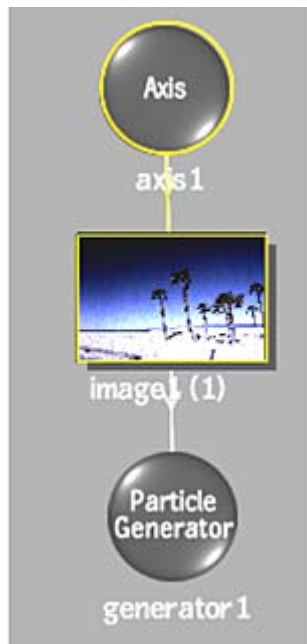 Axis
axis1
image1 (1)
Particle
Generator
generator1